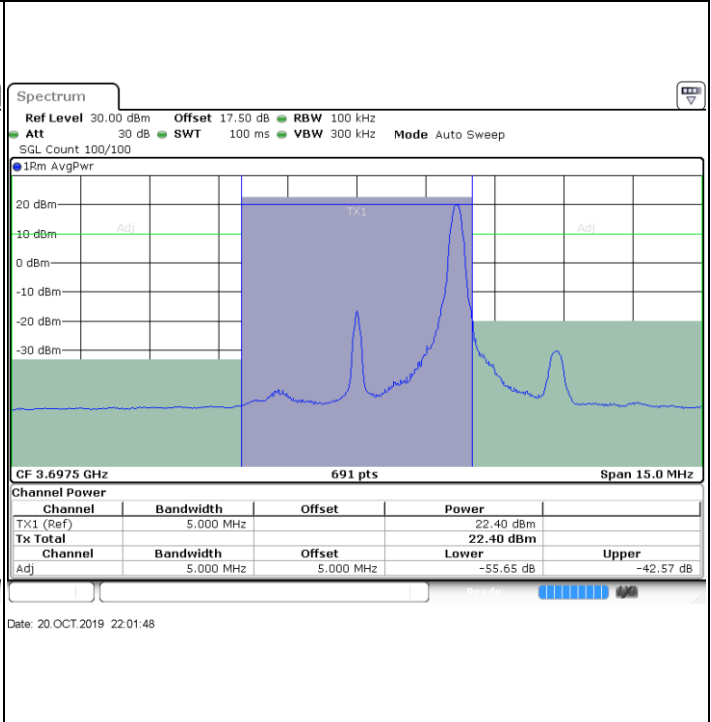 Spectrum
Ref Level 30.00 dBm Offset 17.50 dB RBW 100 kHz
Att 30 dB SWT 100 ms VBW 300 kHz Mode Auto Sweep
SGL Count 100/100
1Rm AvgPwr
20 dBm
TX1
10 dBm
Adj
Adj
0 dBm
-10 dBm
-20 dBm
-30 dBm
CF 3.6975 GHz 691 pts Span 15.0 MHz
Channel Power
Channel Bandwidth Offset Power
TX1 (Ref) 5.000 MHz 22.40 dBm
Tx Total 22.40 dBm
Channel Bandwidth Offset Lower Upper
Adj 5.000 MHz 5.000 MHz -55.65 dB -42.57 dB
Ready
Date: 20.OCT.2019 22:01:48